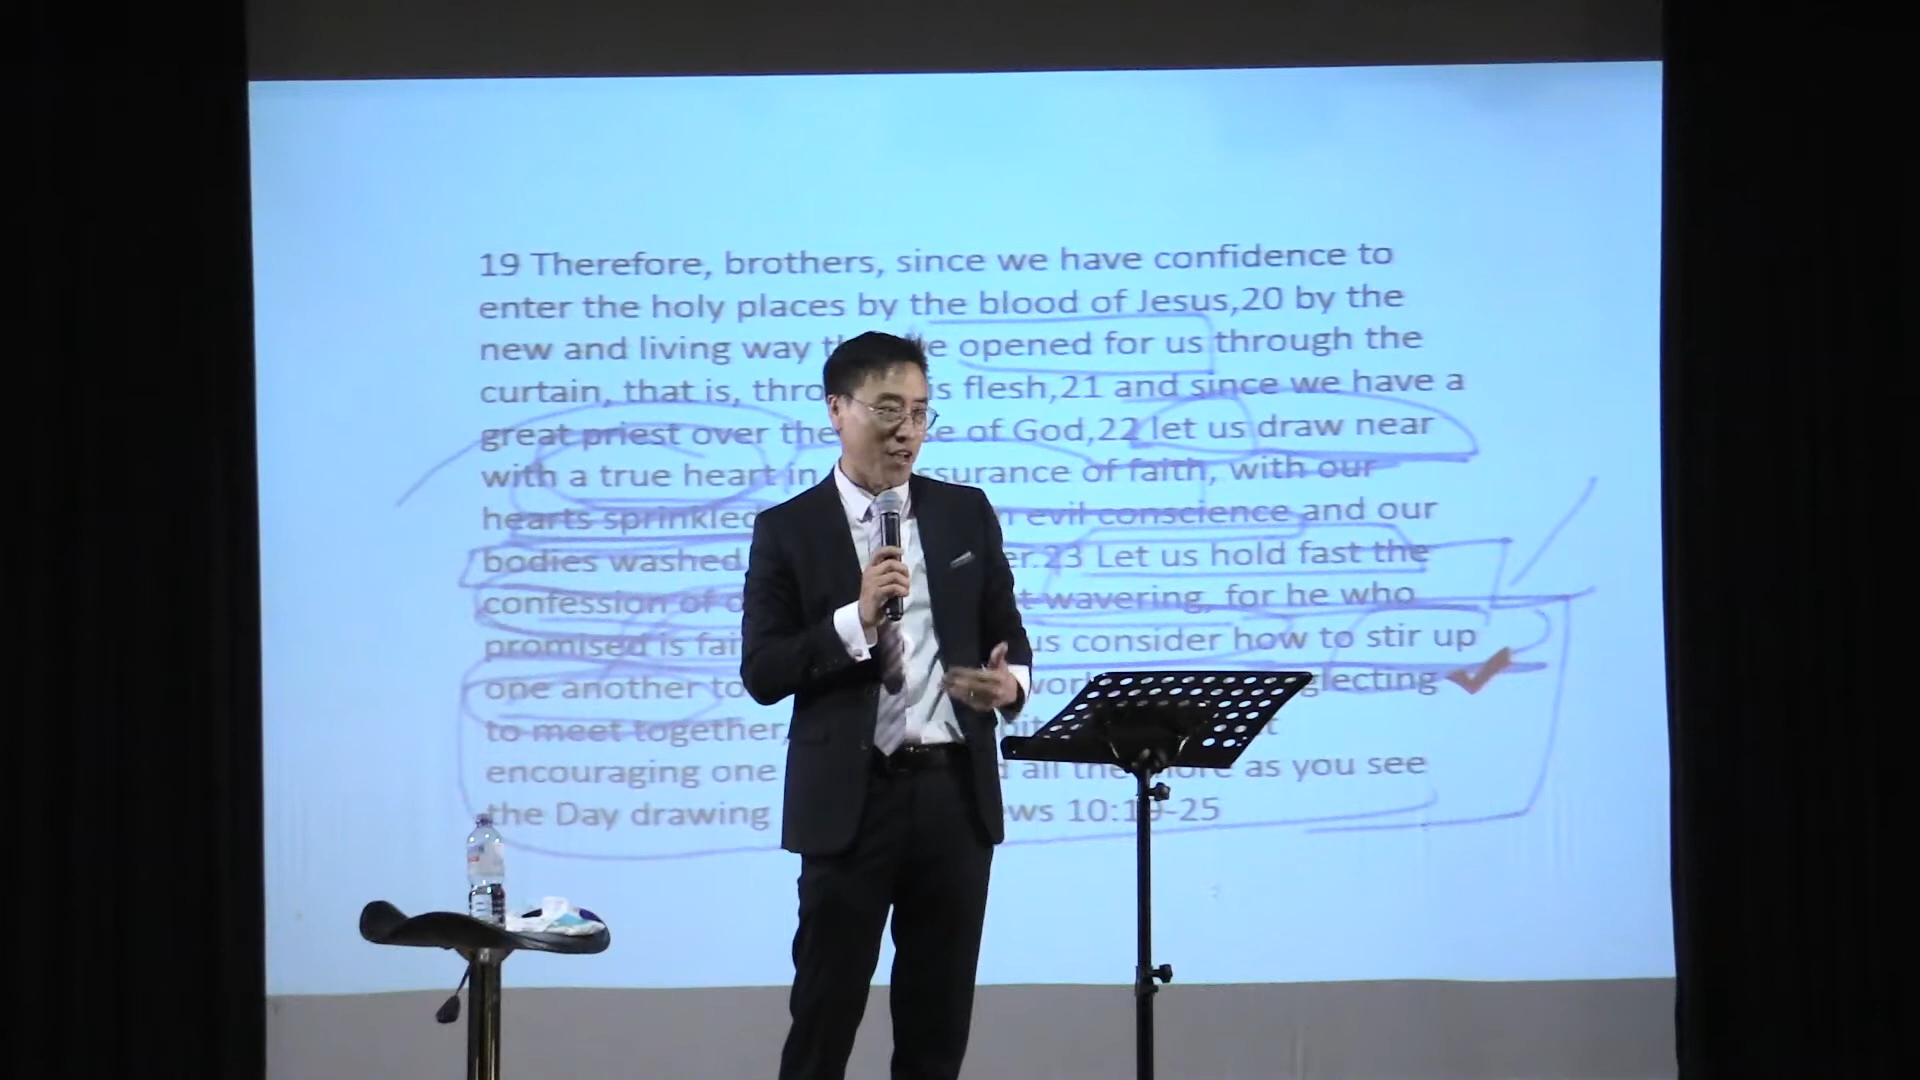 19 Therefore, brothers, since we have confidence to
enter the holy places by the blood of Jesus,20 by the
new and living way opened for us through the
curtain, that is, flesh,21 and since we have a
great priest over the of God,22 let us draw near
with a true heart in assurance of faith, with our
hearts sprinkled evil conscience and our
bodies washed 23 Let us hold fast the
confession of wavering, for he who
promised is us consider how to stir up
one another to
to meet together,
encouraging one all the more as you see
the Day drawing 10:19-25